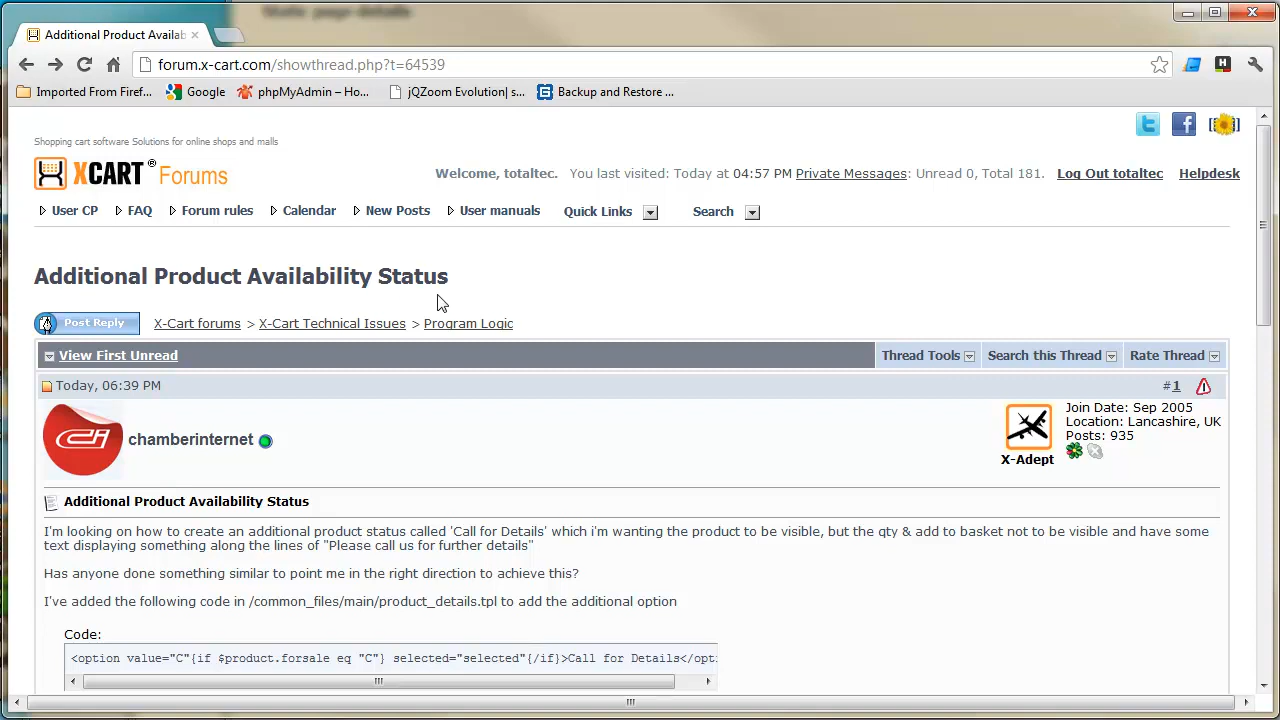 Static page details
Additional Product Availab
forum.x-cart.com/showthread.php?t=64539
Imported From Firef... Google phpMyAdmin – Ho... jQZoom Evolution| s... Backup and Restore ...
Shopping cart software Solutions for online shops and malls
XCART® Forums
Welcome, totaltec. You last visited: Today at 04:57 PM Private Messages: Unread 0, Total 181. Log Out totaltec Helpdesk
User CP FAQ Forum rules Calendar New Posts User manuals Quick Links Search
Additional Product Availability Status
Post Reply X-Cart forums > X-Cart Technical Issues > Program Logic
View First Unread Thread Tools Search this Thread Rate Thread
Today, 06:39 PM #1
chamberinternet
Join Date: Sep 2005
Location: Lancashire, UK
Posts: 935
X-Adept
Additional Product Availability Status
I'm looking on how to create an additional product status called 'Call for Details' which i'm wanting the product to be visible, but the qty & add to basket not to be visible and have some
text displaying something along the lines of "Please call us for further details"
Has anyone done something similar to point me in the right direction to achieve this?
I've added the following code in /common_files/main/product_details.tpl to add the additional option
Code:
<option value="C"{if $product.forsale eq "C"} selected="selected"{/if}>Call for Details</opti